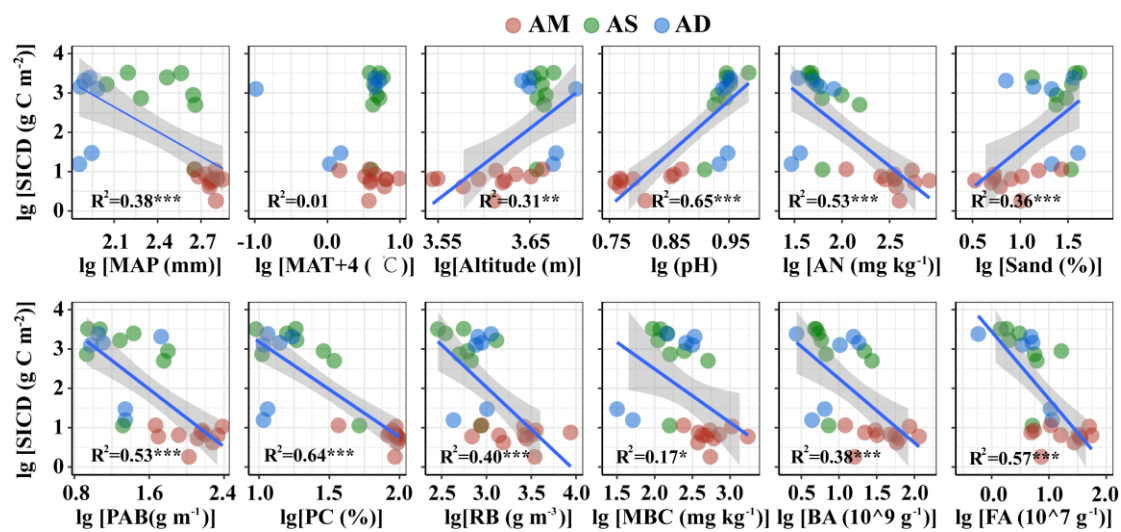 AM AS AD
lg [SICD (g C m⁻²)]
4
3
2
1
0
R²=0.38***
R²=0.01
R²=0.31**
R²=0.65***
R²=0.53***
R²=0.36***
2.1 2.4 2.7
-1.0 0.0 1.0
3.55 3.65
0.75 0.85 0.95
1.5 2.0 2.5
0.5 1.0 1.5
lg [MAP (mm)]
lg [MAT+4 ( ℃)]
lg[Altitude (m)]
lg (pH)
lg [AN (mg kg⁻¹)]
lg [Sand (%)]
lg [SICD (g C m⁻²)]
4
3
2
1
0
R²=0.53***
R²=0.64***
R²=0.40***
R²=0.17*
R²=0.38***
R²=0.57***
0.8 1.6 2.4
1.0 1.5 2.0
2.5 3.0 3.5 4.0
1.5 2.0 2.5 3.0
0.5 1.0 1.5 2.0
0.0 1.0 2.0
lg [PAB(g m⁻¹)
lg[PC (%)]
lg[RB (g m⁻³)
lg [MBC (mg kg⁻¹)]
lg [BA (10^9 g⁻¹)]
lg [FA (10^7 g⁻¹)]